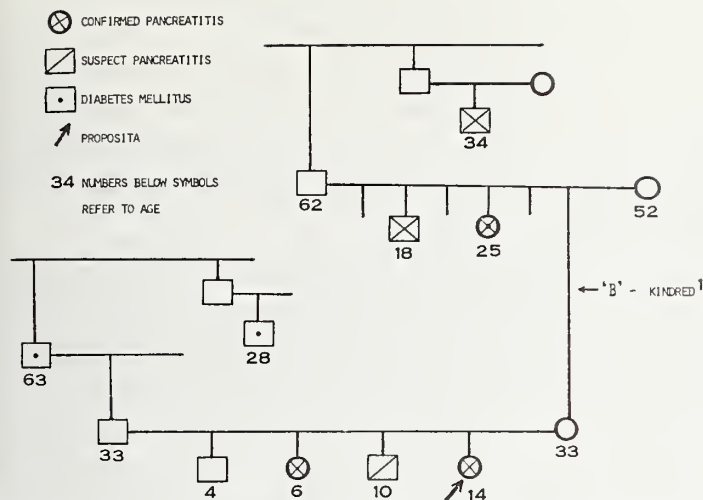 CONFIRMED PANCREATITIS
SUSPECT PANCREATITIS
DIABETES MELLITUS
PROPOSITA
34 NUMBERS BELOW SYMBOLS
REFER TO AGE
34
62
52
18
25
'B' - KINDRED1
28
63
33
33
4
6
10
14